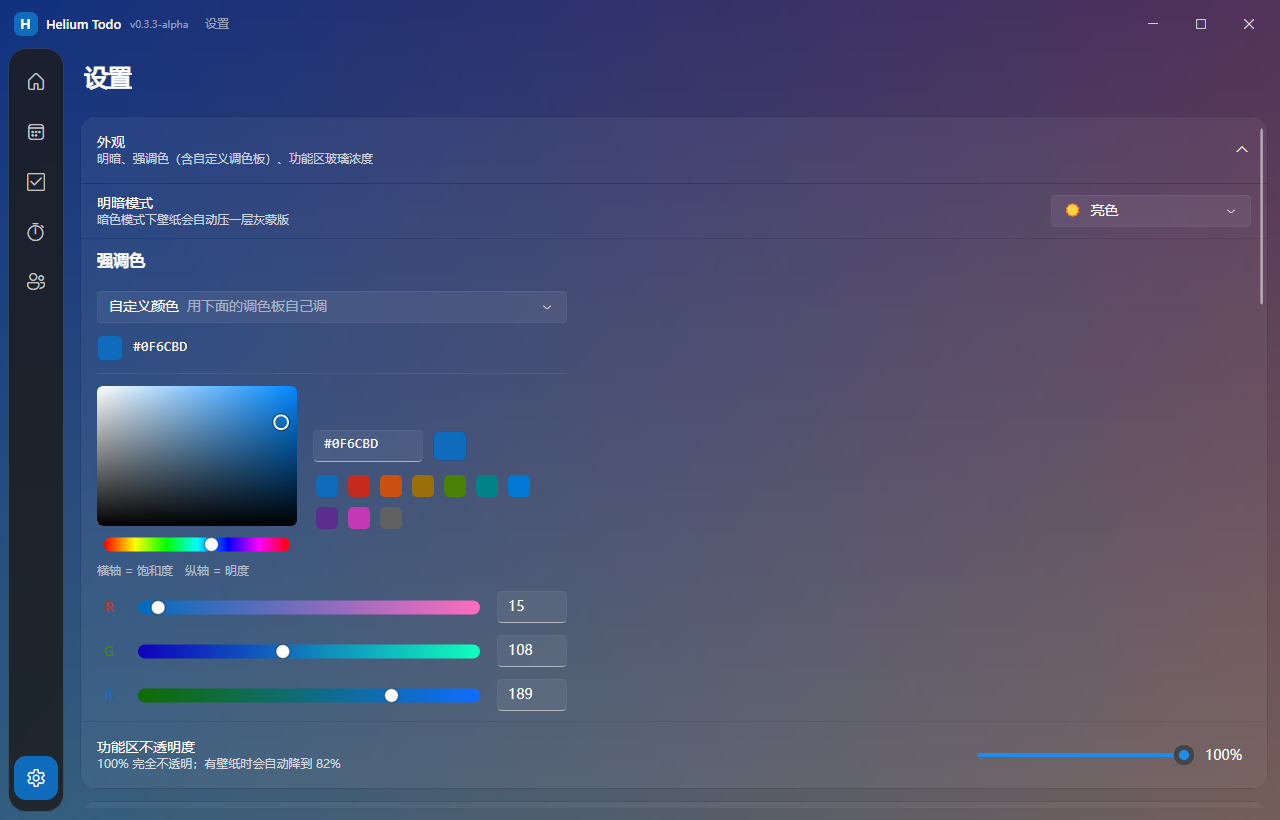 H Helium Todo v0.3.3-alpha 设置
设置
外观
明暗、强调色（含自定义调色板）、功能区玻璃浓度
明暗模式
暗色模式下壁纸会自动压一层灰蒙版
亮色
强调色
自定义颜色 用下面的调色板自己调
#0F6CBD
#0F6CBD
横轴 = 饱和度 纵轴 = 明度
R 15
G 108
B 189
功能区不透明度
100% 完全不透明；有壁纸时会自动降到 82%
100%